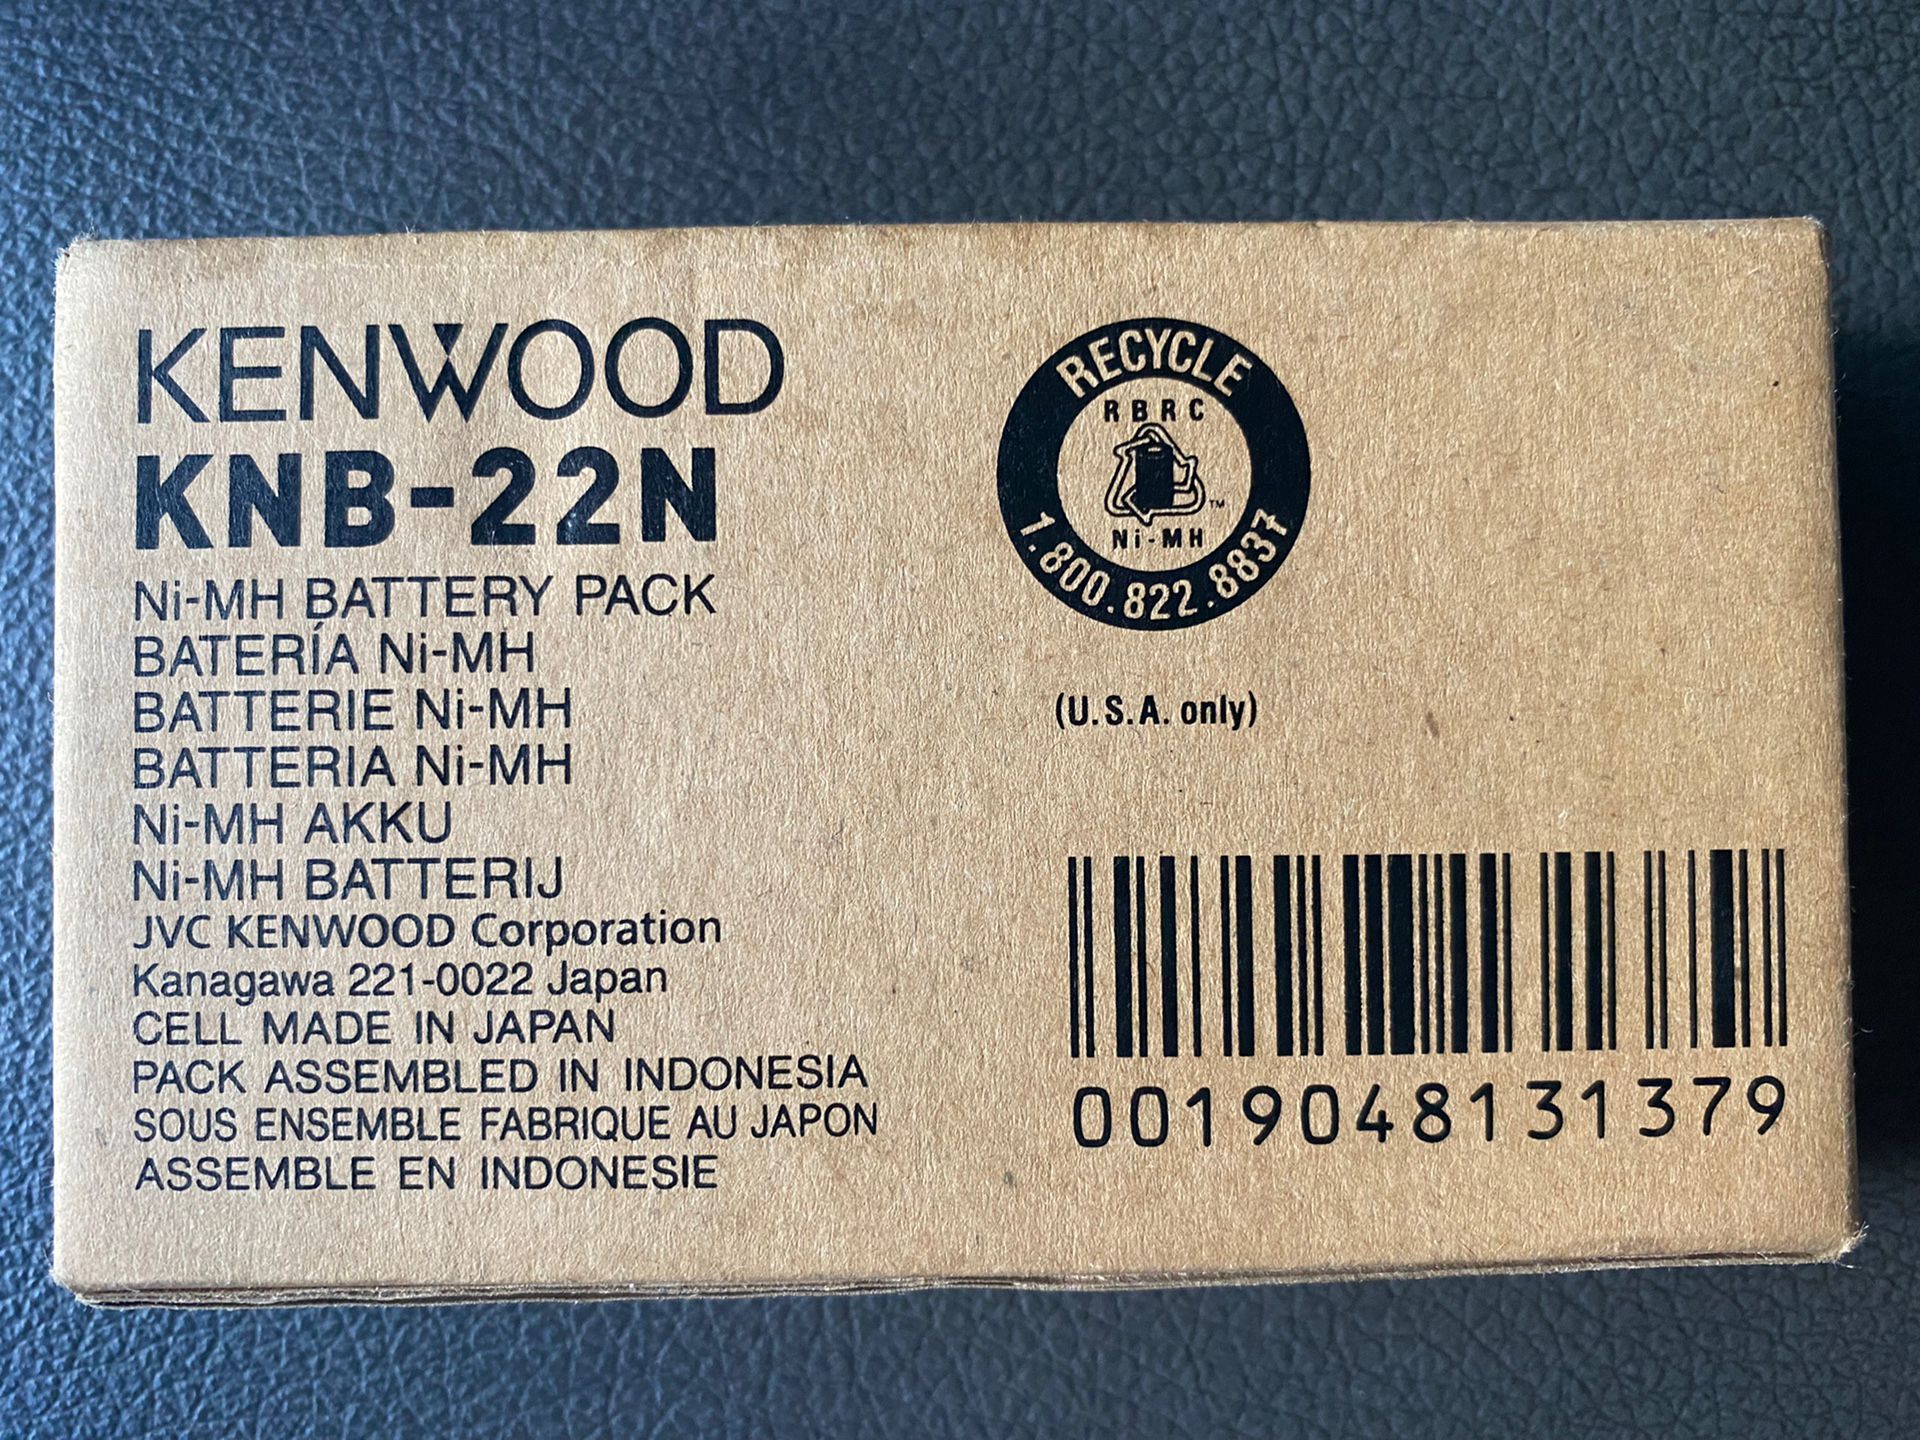 KENWOOD
KNB-22N
Ni-MH BATTERY PACK
BATERÍA Ni-MH
BATTERIE Ni-MH
BATTERIA Ni-MH
Ni-MH AKKU
Ni-MH BATTERIJ
JVC KENWOOD Corporation
Kanagawa 221-0022 Japan
CELL MADE IN JAPAN
PACK ASSEMBLED IN INDONESIA
SOUS ENSEMBLE FABRIQUE AU JAPON
ASSEMBLE EN INDONESIE
RECYCLE
RBRC
TM
Ni-MH
1.800.822.8837
(U.S.A. only)
0019048131379